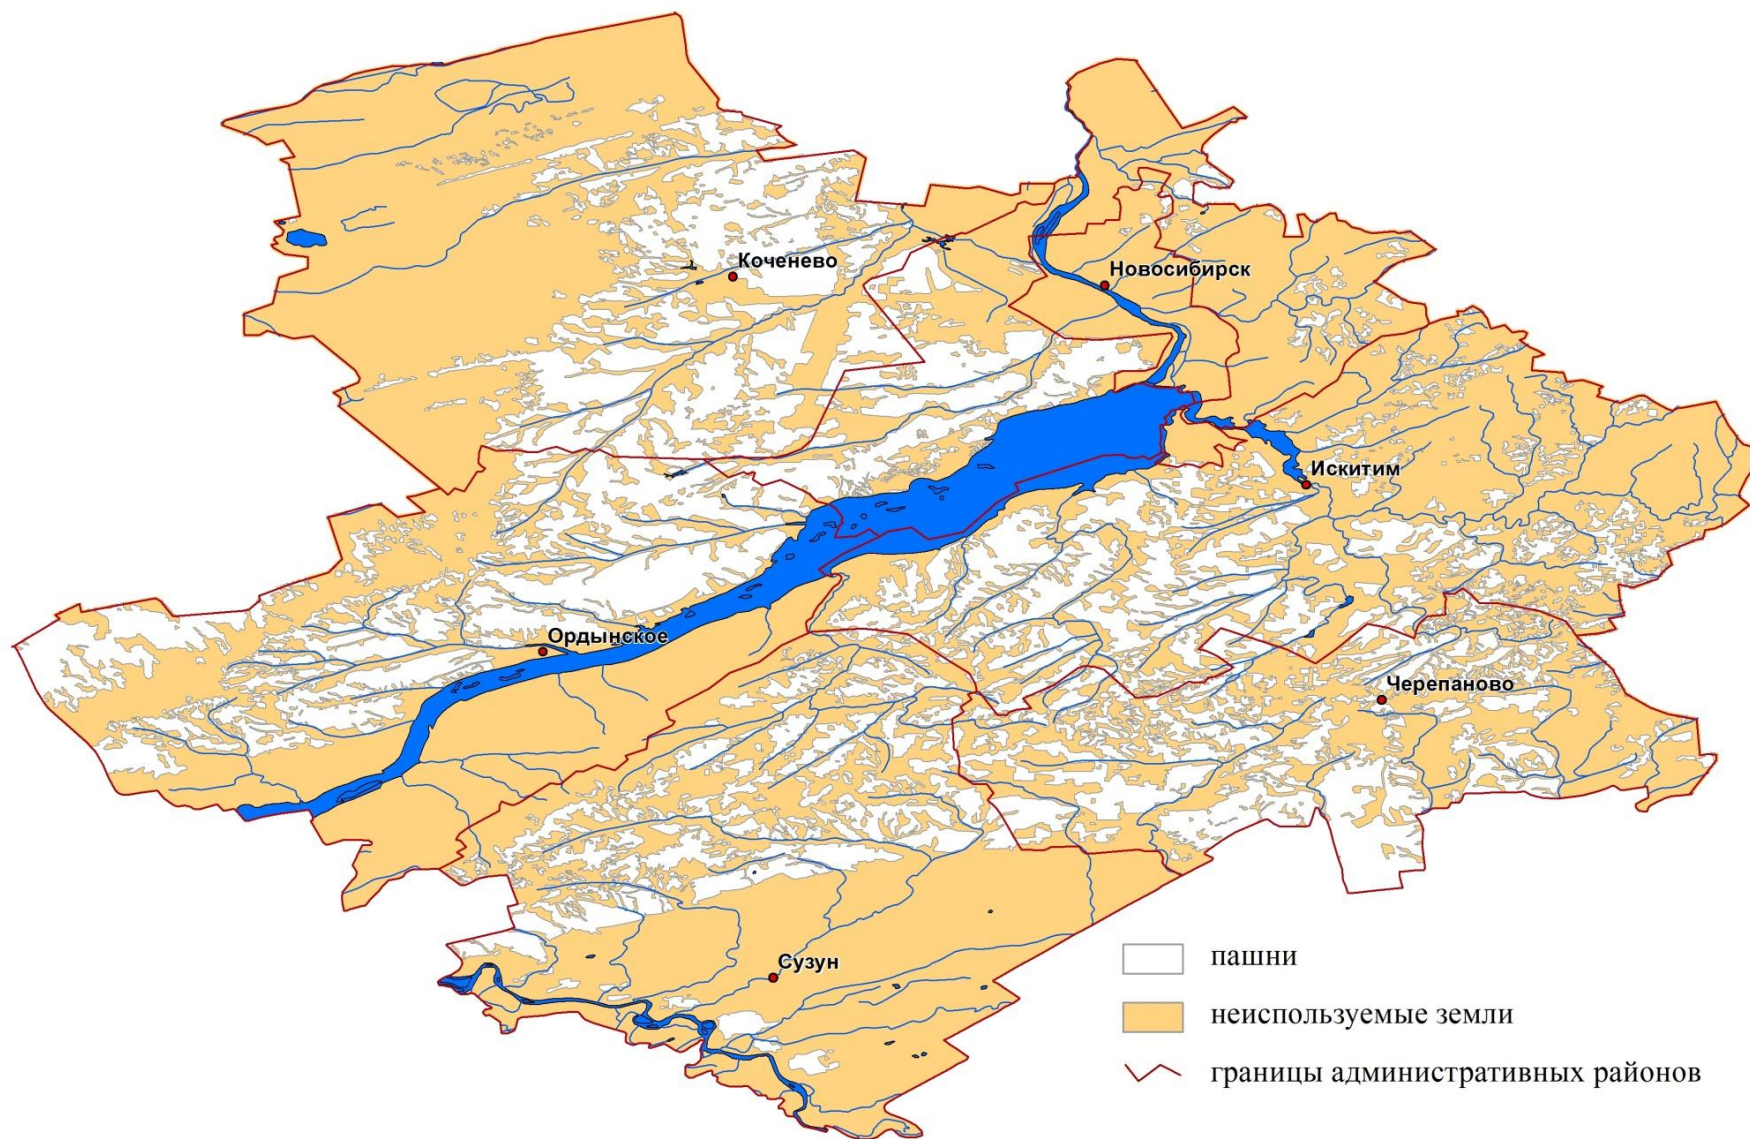 Коченево
Новосибирск
Искитим
Ордынское
Черепаново
Сузун
пашни
неиспользуемые земли
границы административных районов